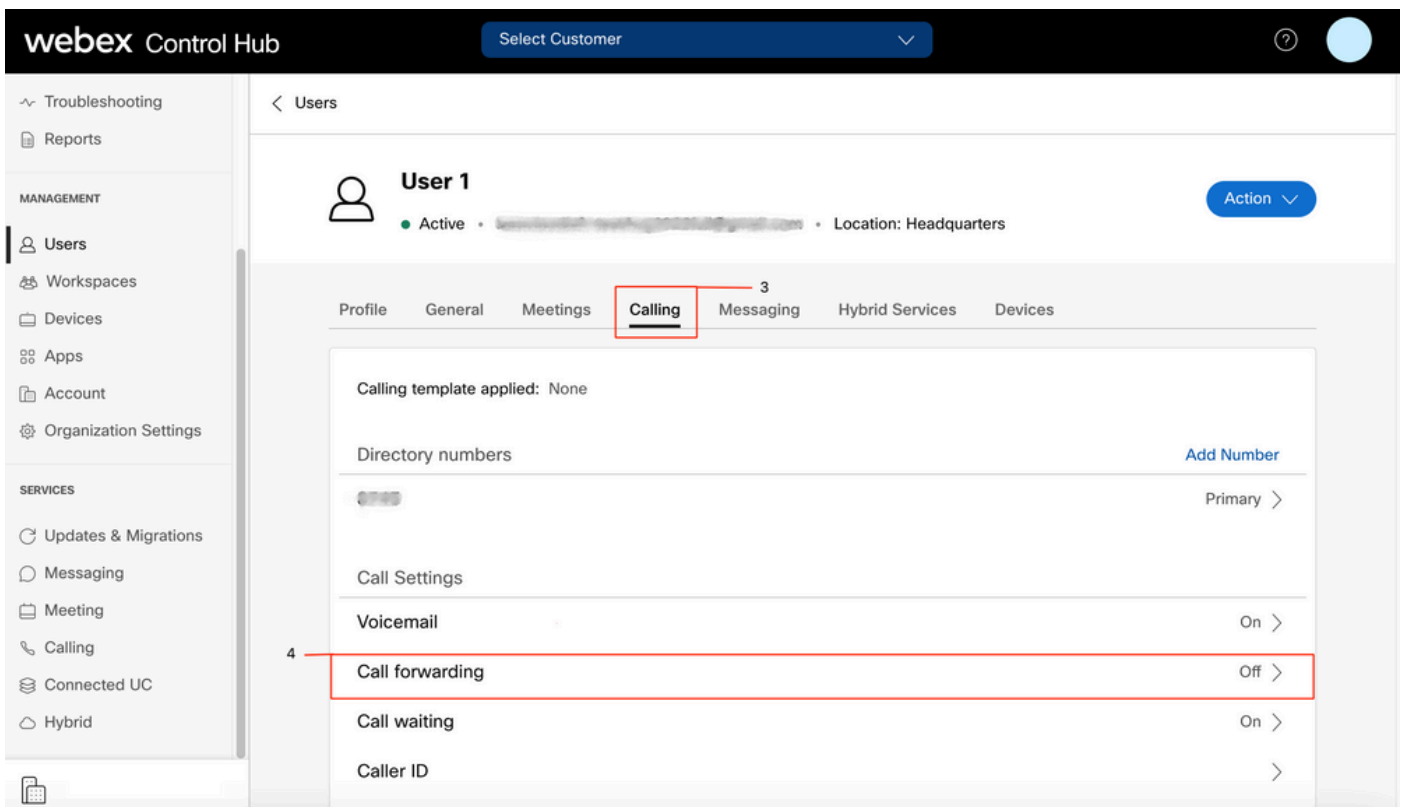 webex Control Hub
Select Customer
Troubleshooting
Reports
MANAGEMENT
Users
Workspaces
Devices
Apps
Account
Organization Settings
SERVICES
Updates & Migrations
Messaging
Meeting
Calling
Connected UC
Hybrid
Users
User 1
Active • • Location: Headquarters
Action
3
Profile General Meetings Calling Messaging Hybrid Services Devices
Calling template applied: None
Directory numbers Add Number
Primary
Call Settings
Voicemail On
4
Call forwarding Off
Call waiting On
Caller ID